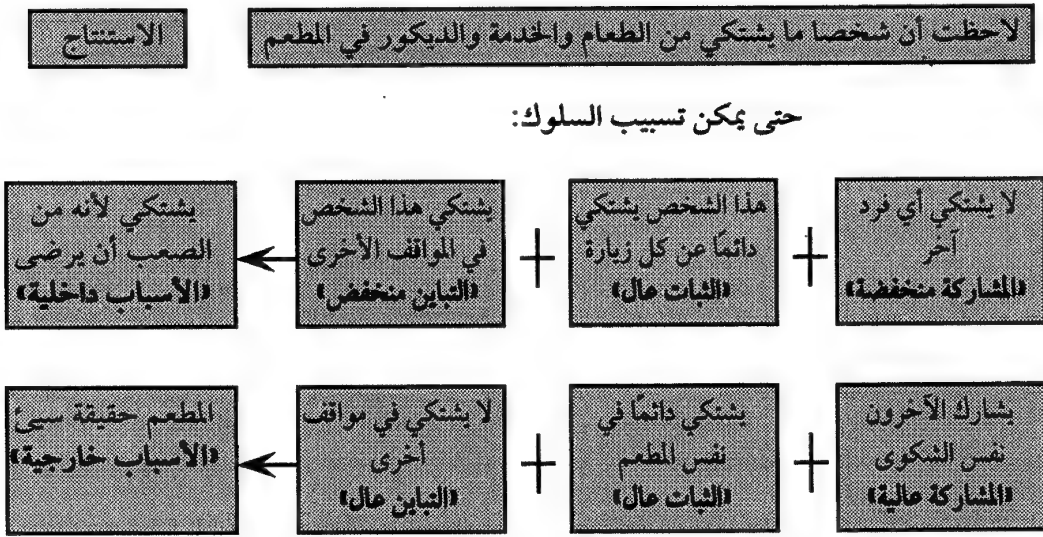 لاحظت أن شخصا ما يشتكي من الطعام والخدمة والديكور في المطعم
الاستنتاج
حتى يمكن تسبيب السلوك:
لا يشتكي أي فرد
آخر
«المشاركة منخفضة»
+
هذا الشخص يشتكي
دائمًا عن كل زيارة
«الثبات عال»
+
يشتكي هذا الشخص
في المواقف الأخرى
«التباين منخفض»
يشتكي لأنه من
الصعب أن يرضى
«الأسباب داخلية»
يشارك الآخرون
نفس الشكوى
«المشاركة عالية»
+
يشتكي دائمًا في
نفس المطعم
«الثبات عال»
+
لا يشتكي في مواقف
أخرى
«التباين عال»
المطعم حقيقة سيئ
«الأسباب خارجية»